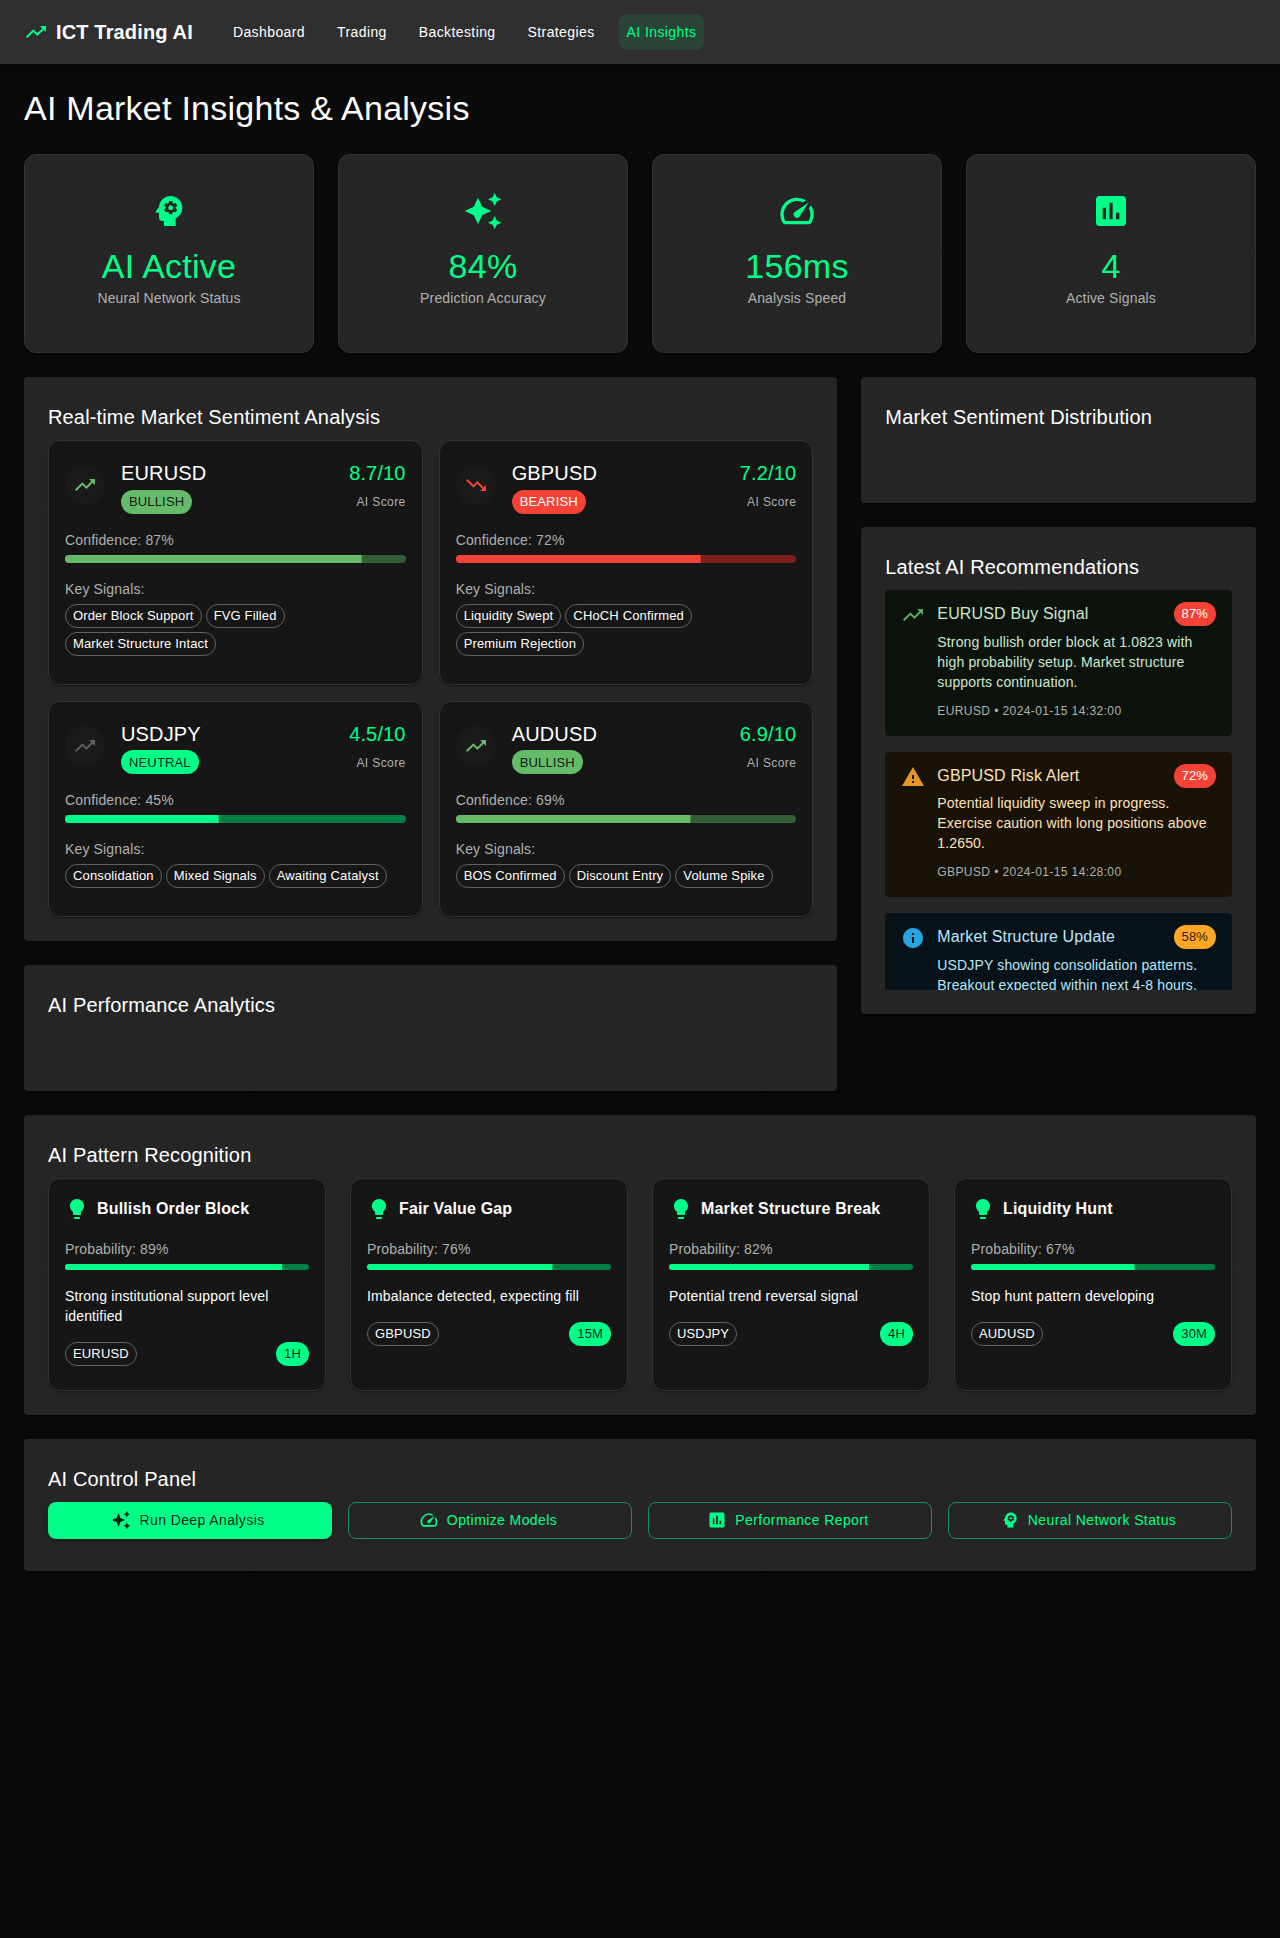 ICT Trading AI
Dashboard
Trading
Backtesting
Strategies
AI Insights
AI Market Insights & Analysis
AI Active
Neural Network Status
84%
Prediction Accuracy
156ms
Analysis Speed
4
Active Signals
Real-time Market Sentiment Analysis
EURUSD
BULLISH
8.7/10
AI Score
Confidence: 87%
Key Signals:
Order Block Support
FVG Filled
Market Structure Intact
GBPUSD
BEARISH
7.2/10
AI Score
Confidence: 72%
Key Signals:
Liquidity Swept
CHoCH Confirmed
Premium Rejection
USDJPY
NEUTRAL
4.5/10
AI Score
Confidence: 45%
Key Signals:
Consolidation
Mixed Signals
Awaiting Catalyst
AUDUSD
BULLISH
6.9/10
AI Score
Confidence: 69%
Key Signals:
BOS Confirmed
Discount Entry
Volume Spike
Market Sentiment Distribution
Latest AI Recommendations
EURUSD Buy Signal
87%
Strong bullish order block at 1.0823 with
high probability setup. Market structure
supports continuation.
EURUSD • 2024-01-15 14:32:00
GBPUSD Risk Alert
72%
Potential liquidity sweep in progress.
Exercise caution with long positions above
1.2650.
GBPUSD • 2024-01-15 14:28:00
Market Structure Update
58%
USDJPY showing consolidation patterns.
Breakout expected within next 4-8 hours.
AI Performance Analytics
AI Pattern Recognition
Bullish Order Block
Probability: 89%
Strong institutional support level
identified
EURUSD
1H
Fair Value Gap
Probability: 76%
Imbalance detected, expecting fill
GBPUSD
15M
Market Structure Break
Probability: 82%
Potential trend reversal signal
USDJPY
4H
Liquidity Hunt
Probability: 67%
Stop hunt pattern developing
AUDUSD
30M
AI Control Panel
Run Deep Analysis
Optimize Models
Performance Report
Neural Network Status